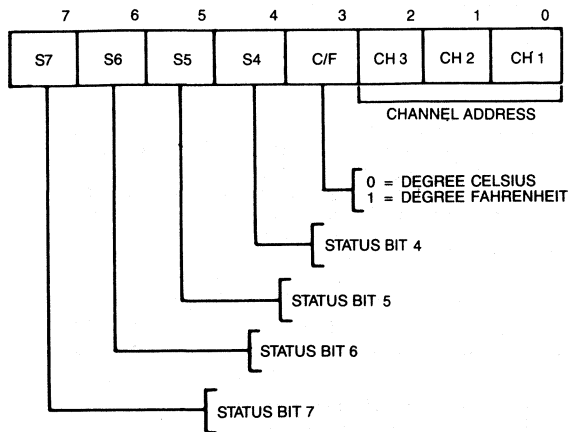 7 6 5 4 3 2 1 0
S7 S6 S5 S4 C/F CH 3 CH 2 CH 1
CHANNEL ADDRESS
0 = DEGREE CELSIUS
1 = DEGREE FAHRENHEIT
STATUS BIT 4
STATUS BIT 5
STATUS BIT 6
STATUS BIT 7